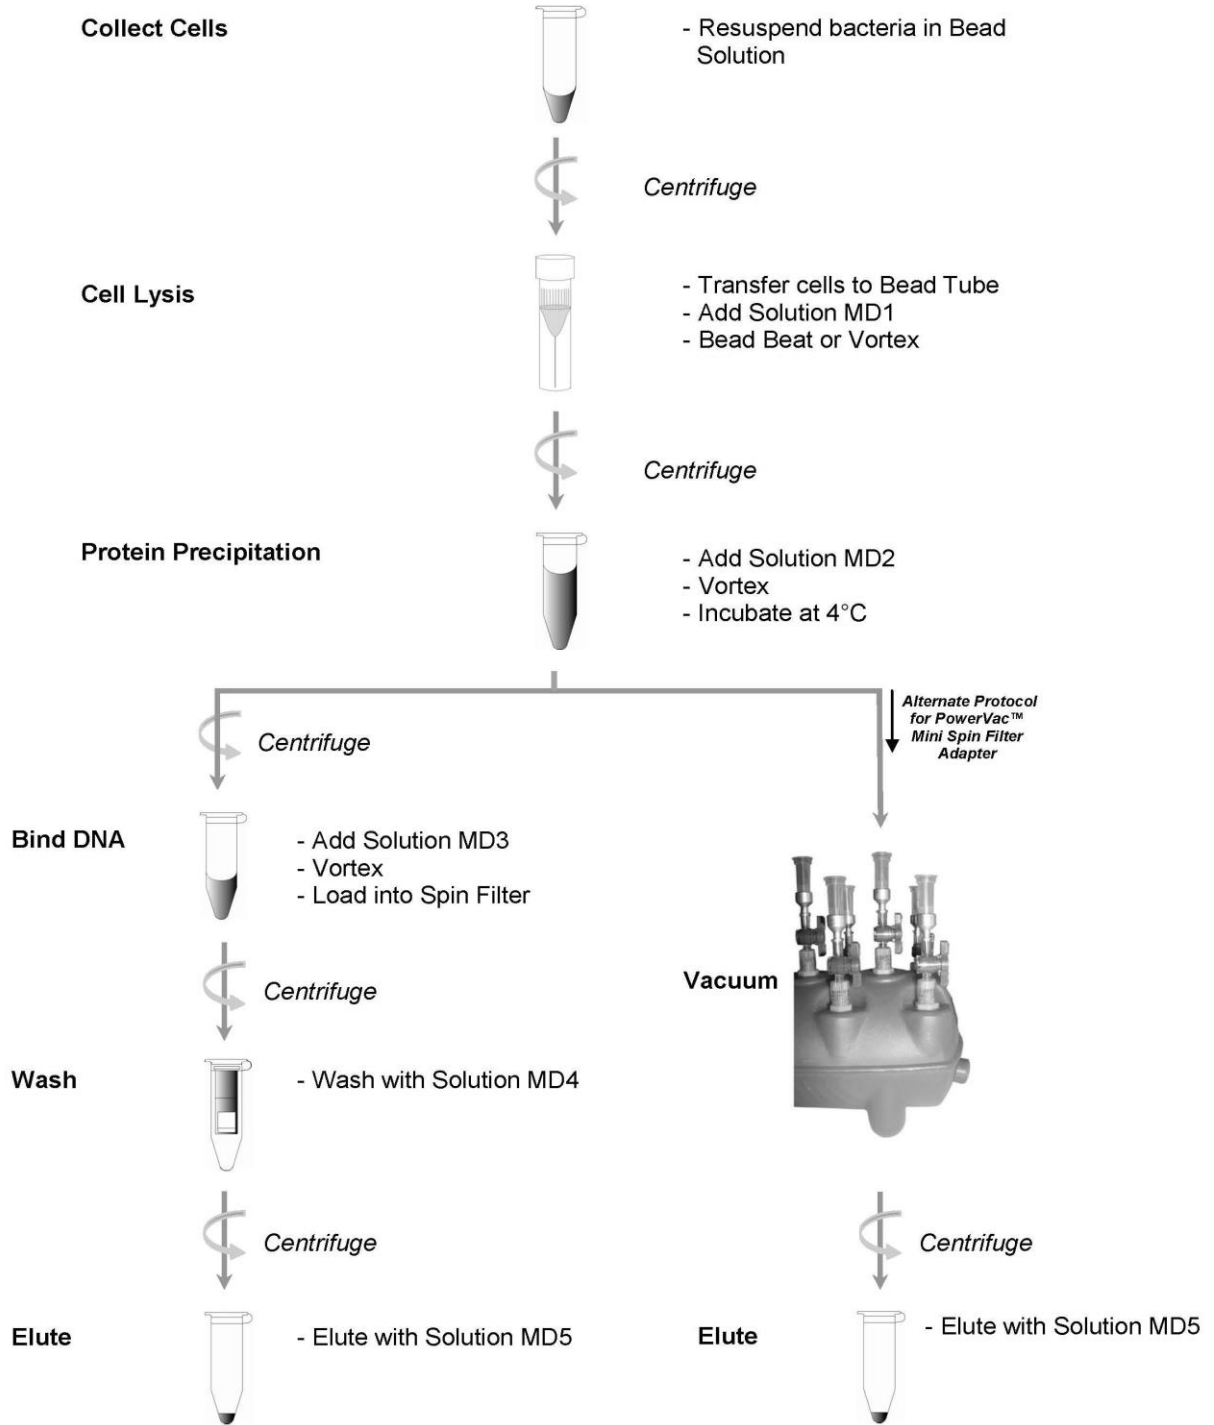 Collect Cells
- Resuspend bacteria in Bead
Solution
Centrifuge
Cell Lysis
- Transfer cells to Bead Tube
- Add Solution MD1
- Bead Beat or Vortex
Centrifuge
Protein Precipitation
- Add Solution MD2
- Vortex
- Incubate at 4°C
Alternate Protocol
for PowerVac™
Mini Spin Filter
Adapter
Centrifuge
Bind DNA
- Add Solution MD3
- Vortex
- Load into Spin Filter
Centrifuge
Vacuum
Wash
- Wash with Solution MD4
Centrifuge
Centrifuge
Elute
- Elute with Solution MD5
Elute
- Elute with Solution MD5